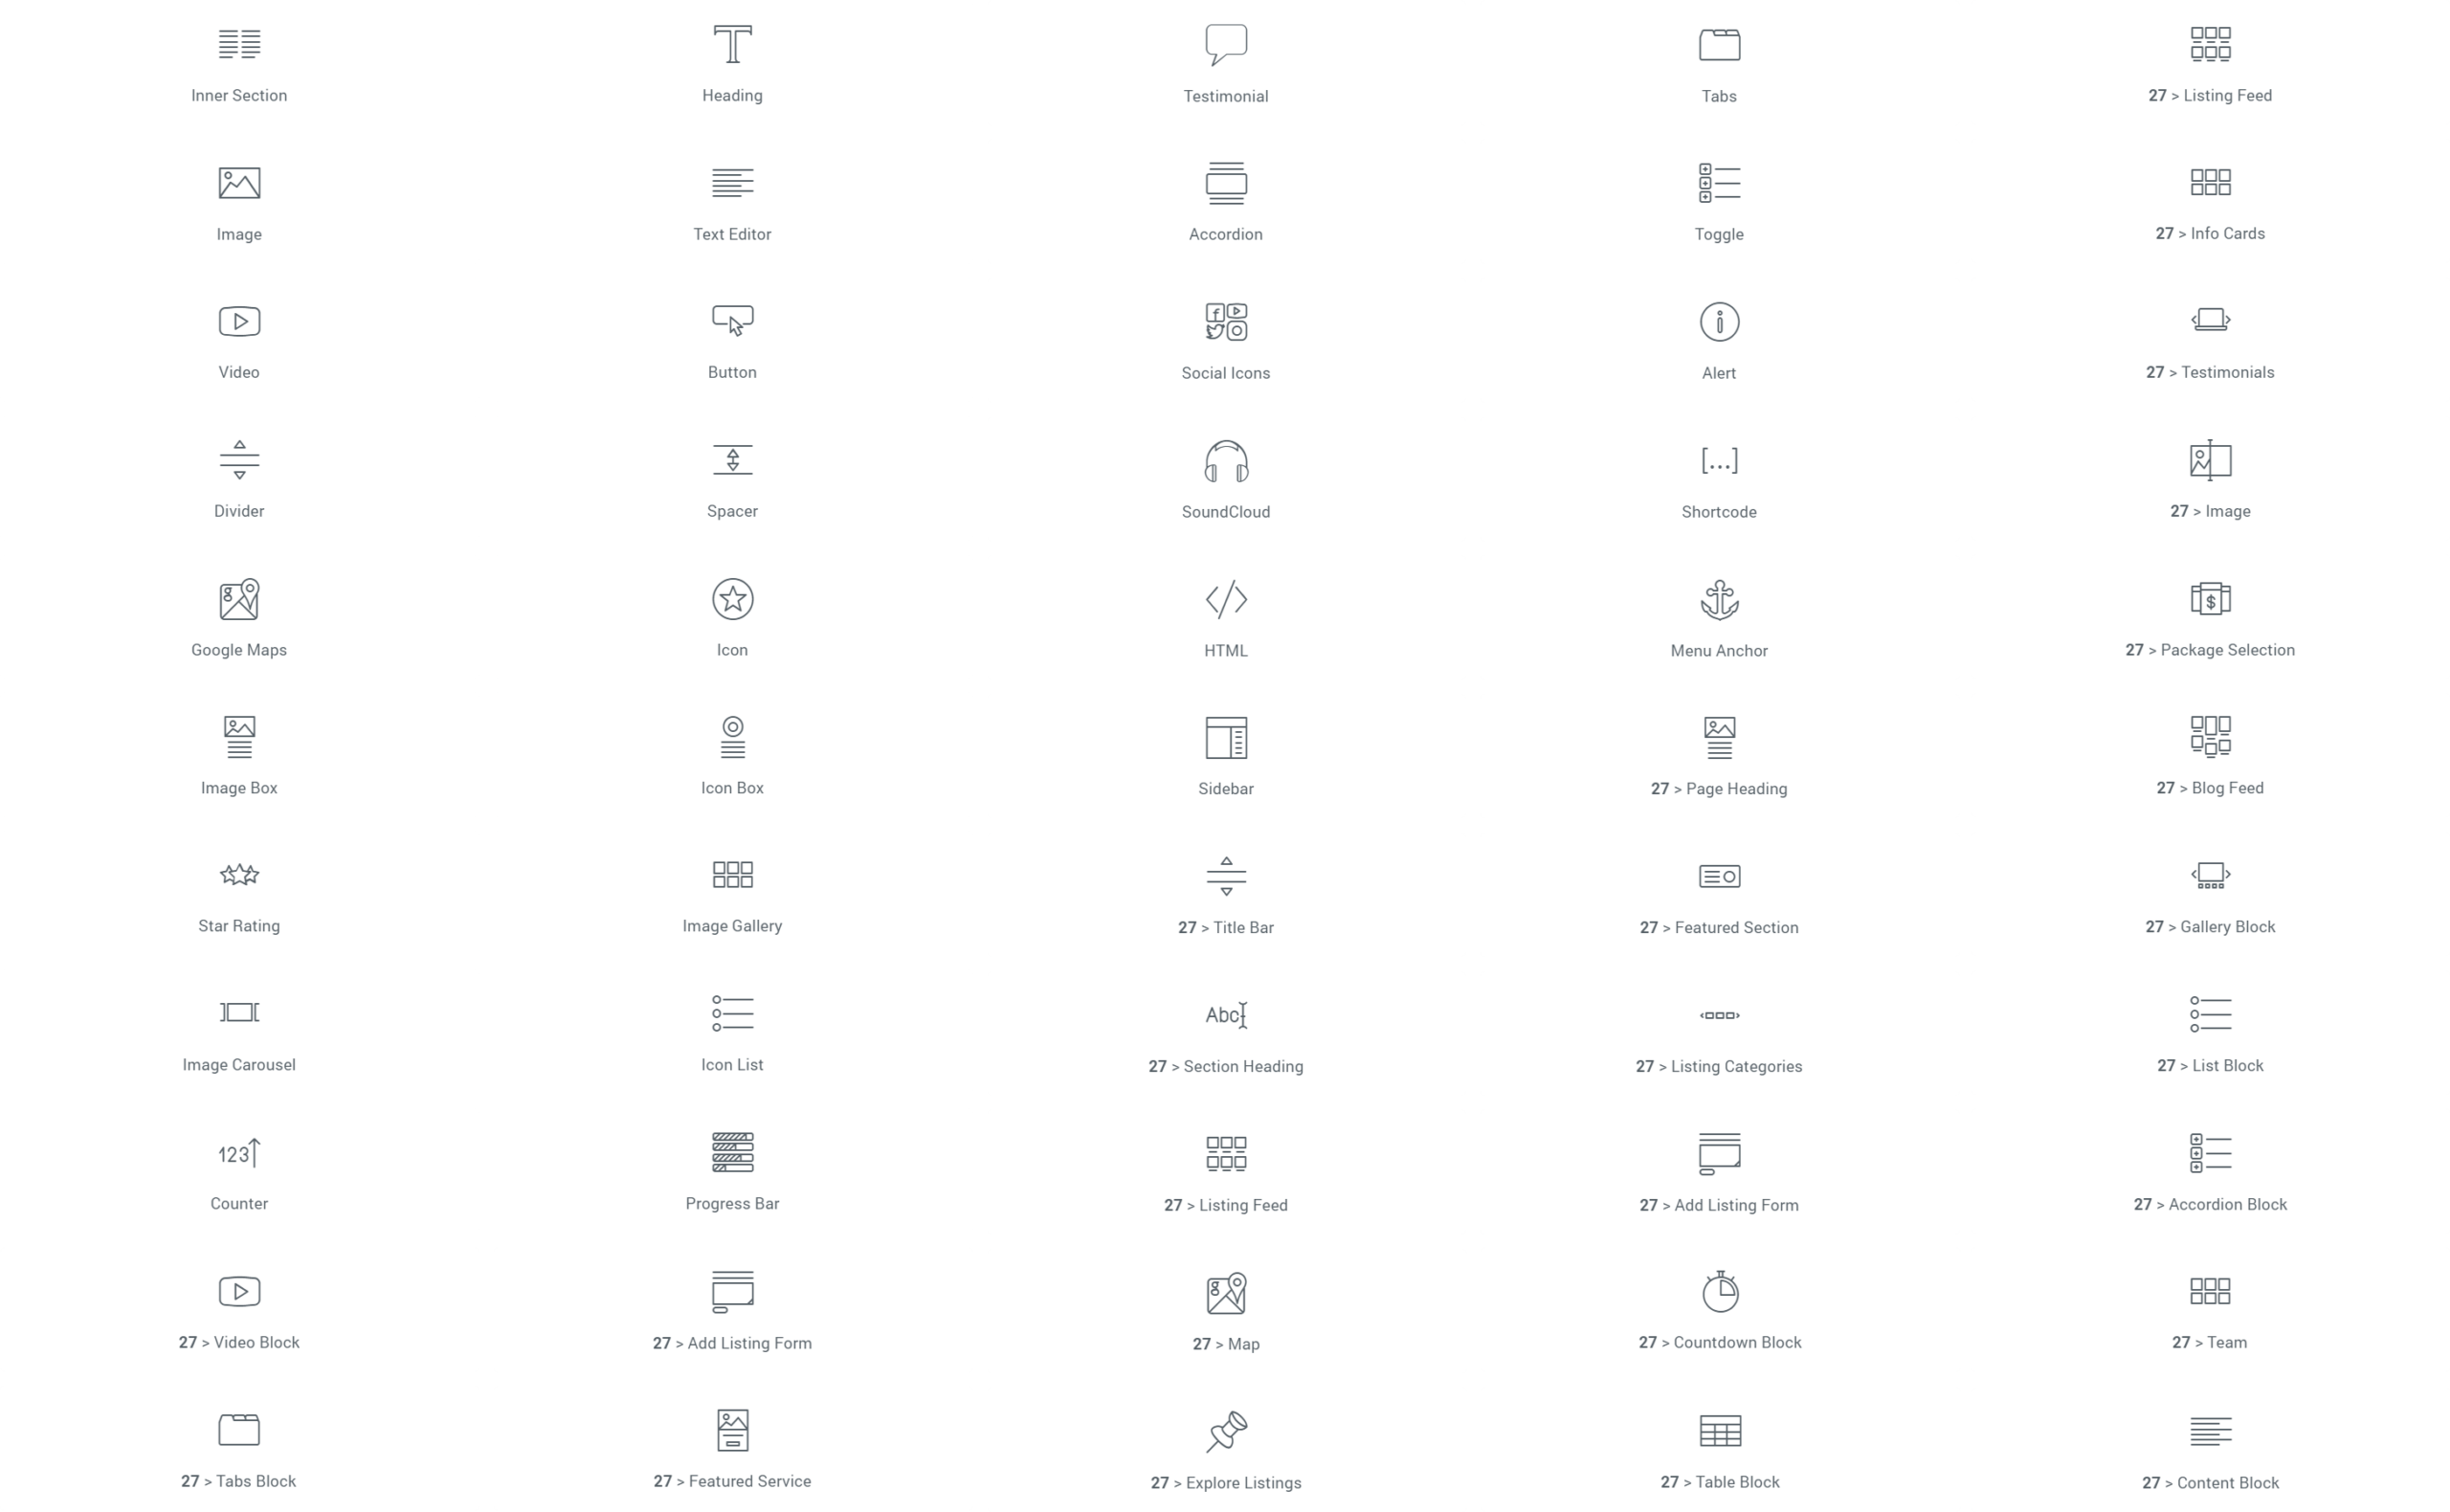 Inner Section
Heading
Testimonial
Tabs
27 > Listing Feed
Image
Text Editor
Accordion
Toggle
27 > Info Cards
Video
Button
Social Icons
Alert
27 > Testimonials
Divider
Spacer
SoundCloud
[...]
Shortcode
27 > Image
Google Maps
Icon
HTML
Menu Anchor
$
27 > Package Selection
Image Box
Icon Box
Sidebar
27 > Page Heading
27 > Blog Feed
Star Rating
Image Gallery
27 > Title Bar
27 > Featured Section
27 > Gallery Block
Image Carousel
Icon List
Abc
27 > Section Heading
27 > Listing Categories
27 > List Block
123
Counter
Progress Bar
27 > Listing Feed
27 > Add Listing Form
27 > Accordion Block
27 > Video Block
27 > Add Listing Form
27 > Map
27 > Countdown Block
27 > Team
27 > Tabs Block
27 > Featured Service
27 > Explore Listings
27 > Table Block
27 > Content Block